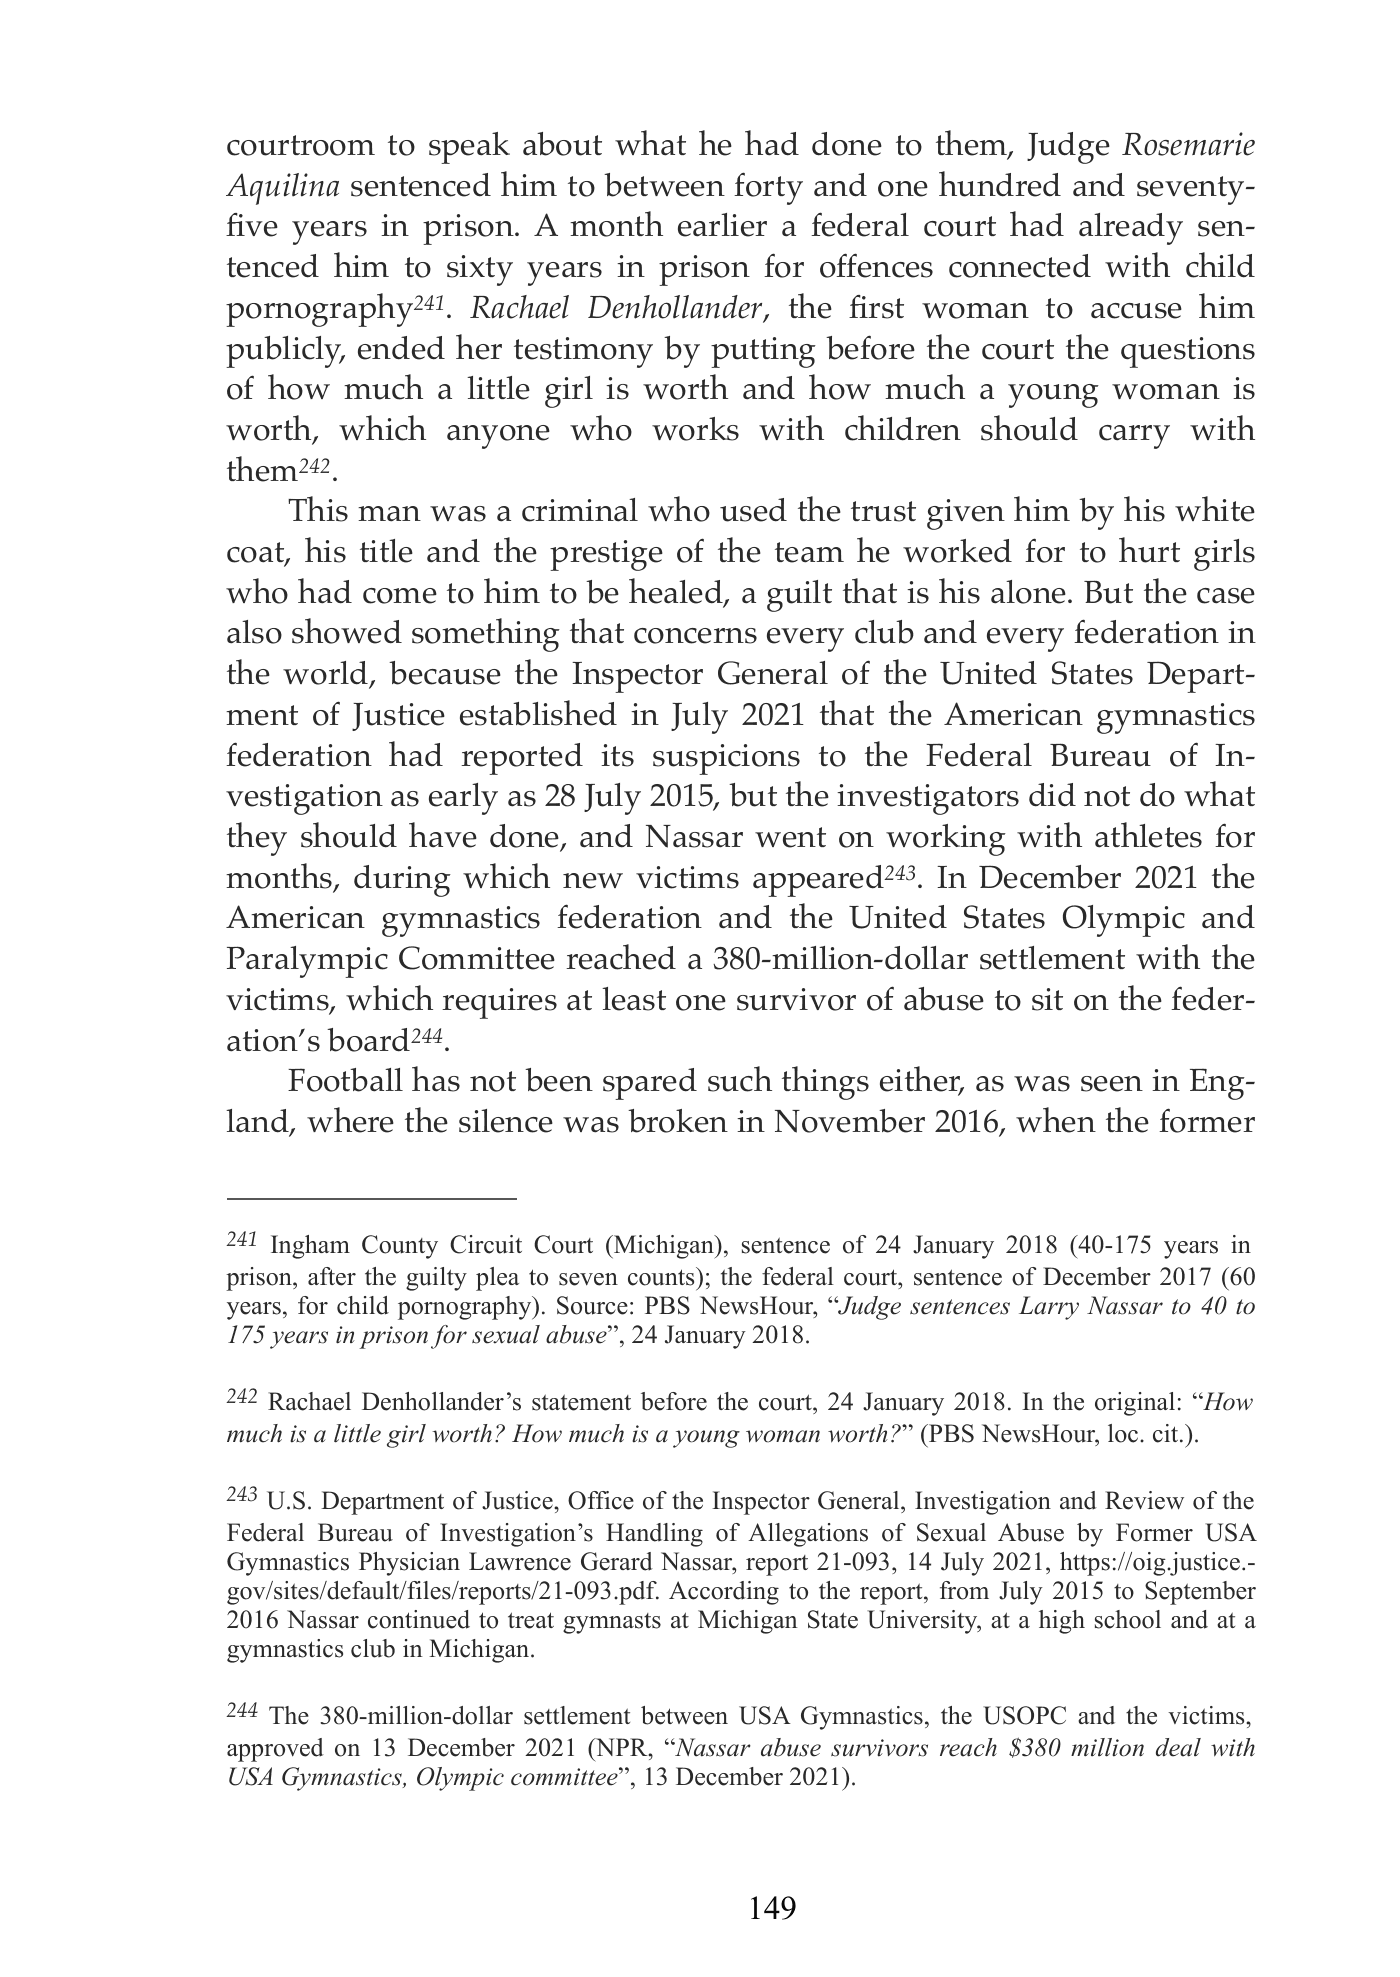 courtroom to speak about what he had done to them, Judge Rosemarie
Aquilina sentenced him to between forty and one hundred and seventy-
five years in prison. A month earlier a federal court had already sen-
tenced him to sixty years in prison for offences connected with child
pornography241. Rachael Denhollander, the first woman to accuse him
publicly, ended her testimony by putting before the court the questions
of how much a little girl is worth and how much a young woman is
worth, which anyone who works with children should carry with
them242.
This man was a criminal who used the trust given him by his white
coat, his title and the prestige of the team he worked for to hurt girls
who had come to him to be healed, a guilt that is his alone. But the case
also showed something that concerns every club and every federation in
the world, because the Inspector General of the United States Depart-
ment of Justice established in July 2021 that the American gymnastics
federation had reported its suspicions to the Federal Bureau of In-
vestigation as early as 28 July 2015, but the investigators did not do what
they should have done, and Nassar went on working with athletes for
months, during which new victims appeared243. In December 2021 the
American gymnastics federation and the United States Olympic and
Paralympic Committee reached a 380-million-dollar settlement with the
victims, which requires at least one survivor of abuse to sit on the feder-
ation’s board244.
Football has not been spared such things either, as was seen in Eng-
land, where the silence was broken in November 2016, when the former
241 Ingham County Circuit Court (Michigan), sentence of 24 January 2018 (40-175 years in
prison, after the guilty plea to seven counts); the federal court, sentence of December 2017 (60
years, for child pornography). Source: PBS NewsHour, “Judge sentences Larry Nassar to 40 to
175 years in prison for sexual abuse”, 24 January 2018.
242 Rachael Denhollander’s statement before the court, 24 January 2018. In the original: “How
much is a little girl worth? How much is a young woman worth?” (PBS NewsHour, loc. cit.).
243 U.S. Department of Justice, Office of the Inspector General, Investigation and Review of the
Federal Bureau of Investigation’s Handling of Allegations of Sexual Abuse by Former USA
Gymnastics Physician Lawrence Gerard Nassar, report 21-093, 14 July 2021, https://oig.justice.-
gov/sites/default/files/reports/21-093.pdf. According to the report, from July 2015 to September
2016 Nassar continued to treat gymnasts at Michigan State University, at a high school and at a
gymnastics club in Michigan.
244 The 380-million-dollar settlement between USA Gymnastics, the USOPC and the victims,
approved on 13 December 2021 (NPR, “Nassar abuse survivors reach $380 million deal with
USA Gymnastics, Olympic committee”, 13 December 2021).
149